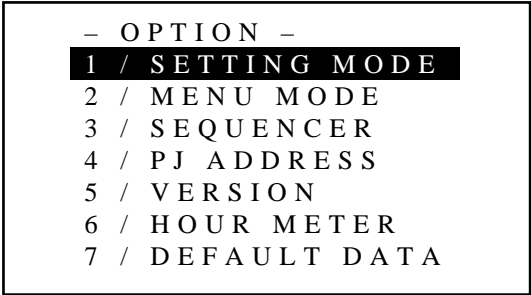 – OPTION –
1 / SETTING MODE
2 / MENU MODE
3 / SEQUENCER
4 / PJ ADDRESS
5 / VERSION
6 / HOUR METER
7 / DEFAULT DATA